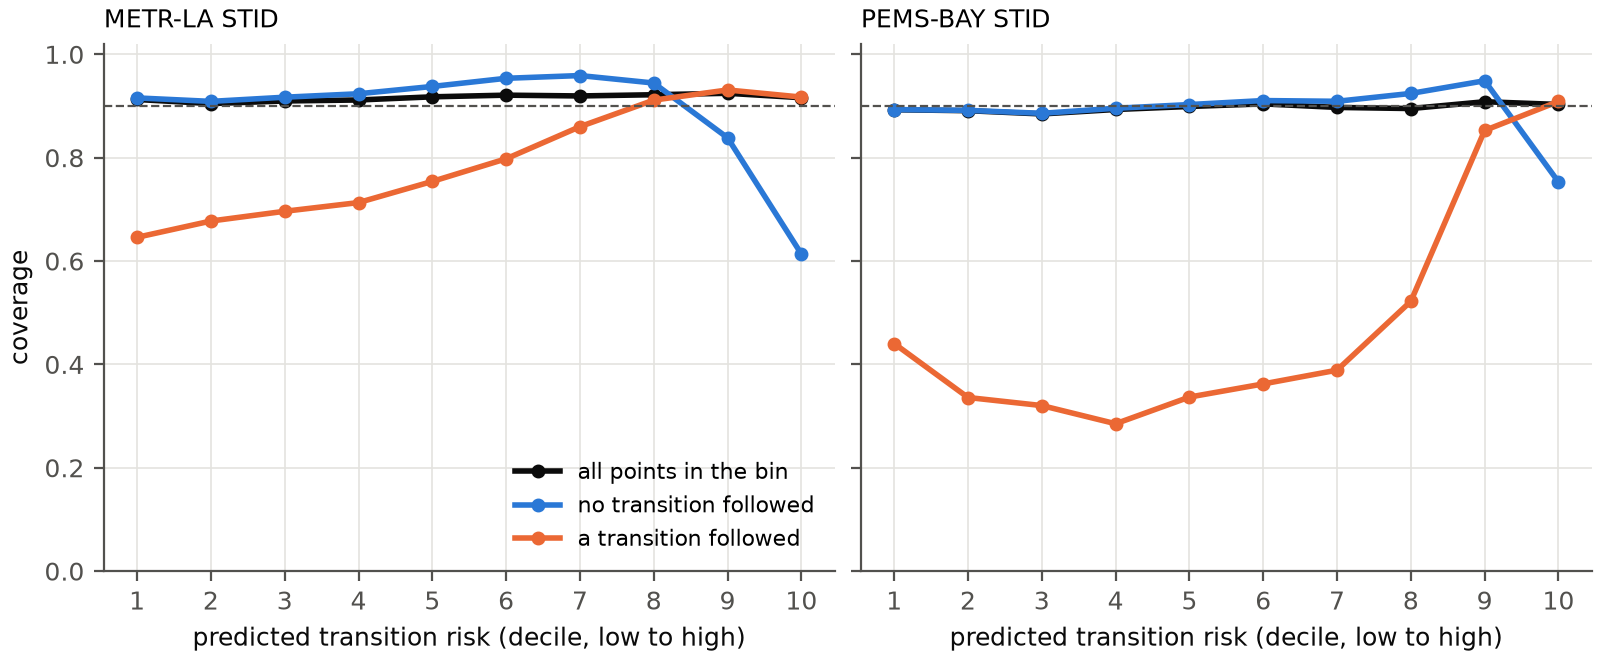 METR-LA STID
PEMS-BAY STID
coverage
1.0
0.8
0.6
0.4
0.2
0.0
all points in the bin
no transition followed
a transition followed
1 2 3 4 5 6 7 8 9 10
1 2 3 4 5 6 7 8 9 10
predicted transition risk (decile, low to high)
predicted transition risk (decile, low to high)